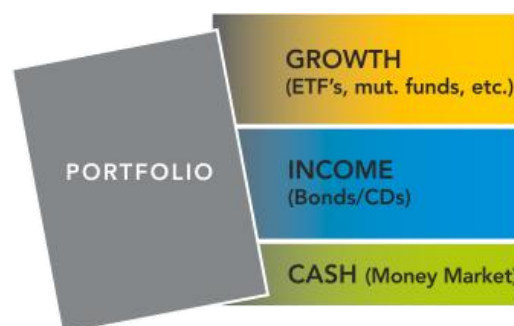 GROWTH
(ETF's, mut. funds, etc.)
PORTFOLIO
INCOME
(Bonds/CDs)
CASH (Money Market)